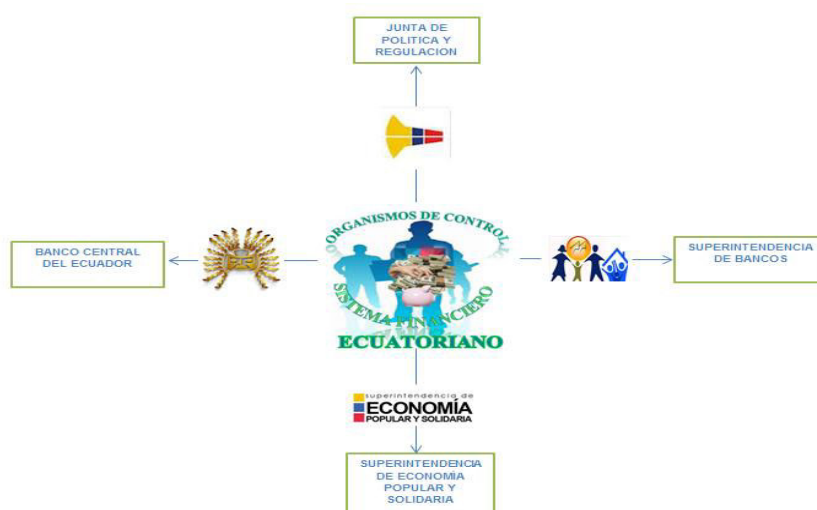 JUNTA DE
POLITICA Y
REGULACION
ORGANISMOS DE CONTROL
BANCO CENTRAL
DEL ECUADOR
SUPERINTENDENCIA
DE BANCOS
%
SISTEMA FINANCIERO
ECUATORIANO
superintendencia de
ECONOMÍA
POPULAR Y SOLIDARIA
SUPERINTENDENCIA
DE ECONOMÍA
POPULAR Y
SOLIDARIA